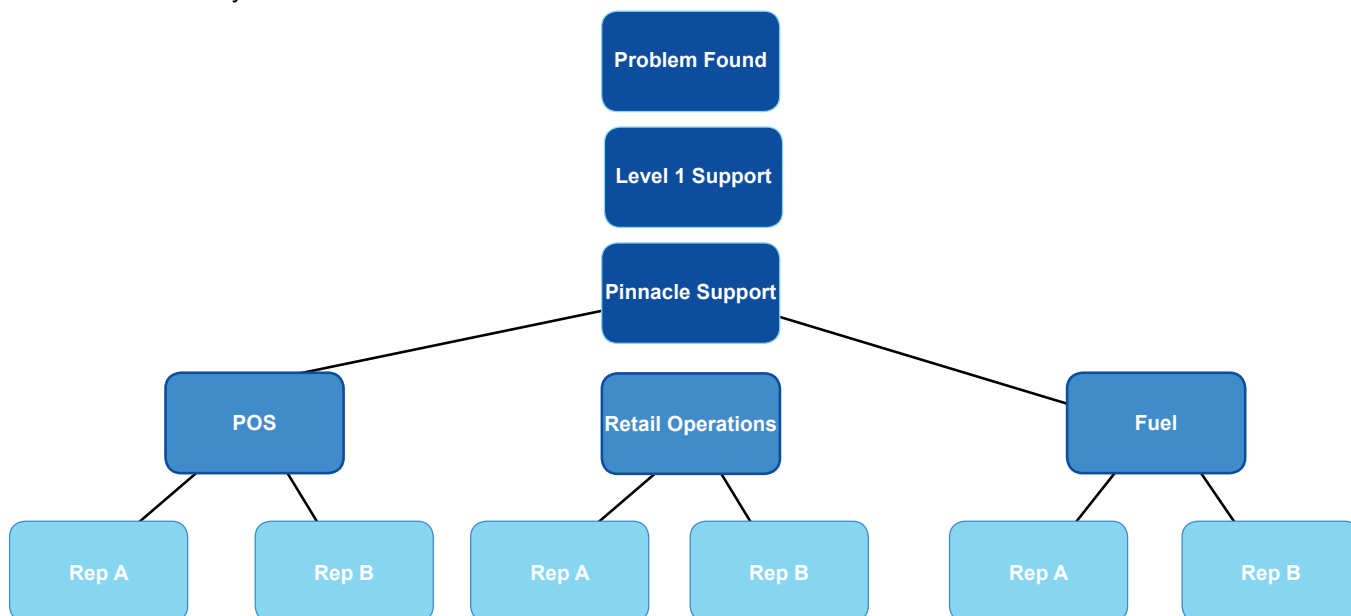 Problem Found
Level 1 Support
Pinnacle Support
POS
Retail Operations
Fuel
Rep A
Rep B
Rep A
Rep B
Rep A
Rep B